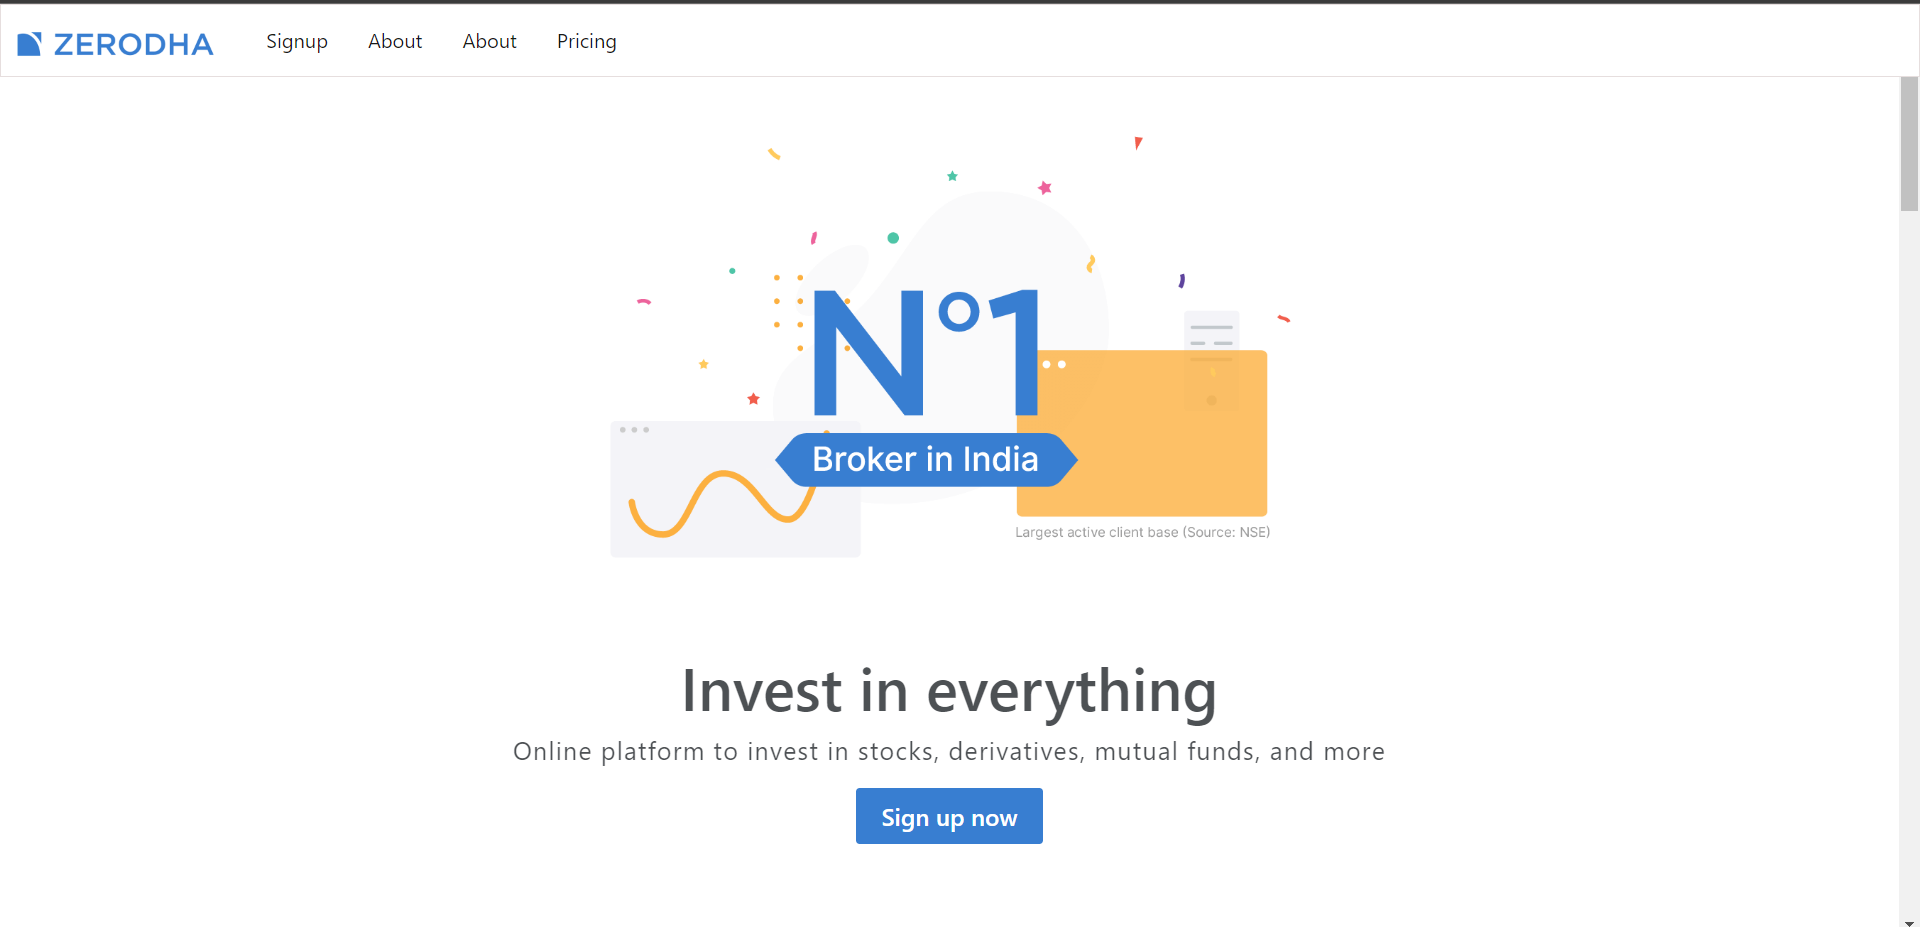 ZERODHA Signup About About Pricing
N°1
Broker in India
Largest active client base (Source: NSE)
Invest in everything
Online platform to invest in stocks, derivatives, mutual funds, and more
Sign up now